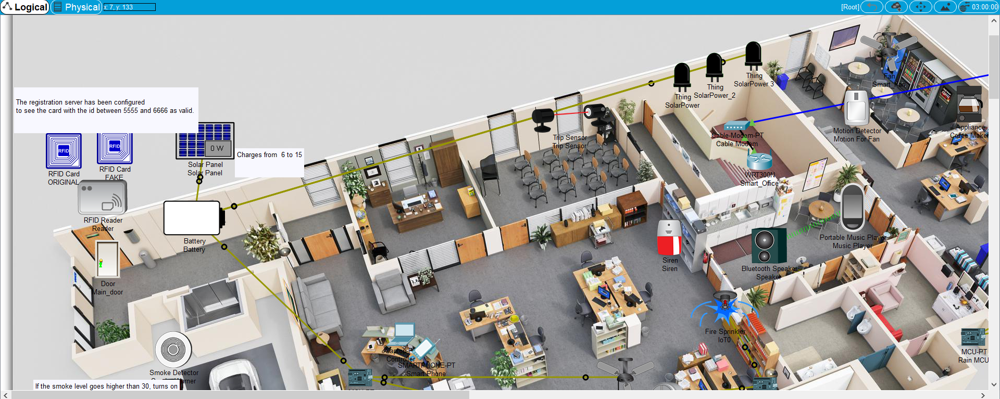 Logical
Physical
x: 7, y: 133
[Root]
03:00:00
The registration server has been configured
to see the card with the id between 5555 and 6666 as valid.
RFID
RFID Card
ORIGINAL
RFID
RFID Card
FAKE
0 W
Solar Panel
Solar Panel
Charges from 6 to 15
RFID Reader
Reader
Battery
Battery
Door
Main_door
Smoke Detector
If the smoke level goes higher than 30, turns on
Laptop-PT
Controller
SMARTPHONE-PT
Smart Phone
Trip Sensor
Trip Sensor
Thing
SolarPower
Thing
SolarPower_2
Thing
SolarPower 3
Cable-Modem-PT
Cable Modem
WRT300N
Smart_Office
Fan
Smart_Fan
Motion Detector
Motion For Fan
Appliance
Coffee Maker
Siren
Siren
Bluetooth Speaker
Speaker
Portable Music Player
Music Player
Fire Sprinkler
IoT0
MCU-PT
Rain MCU